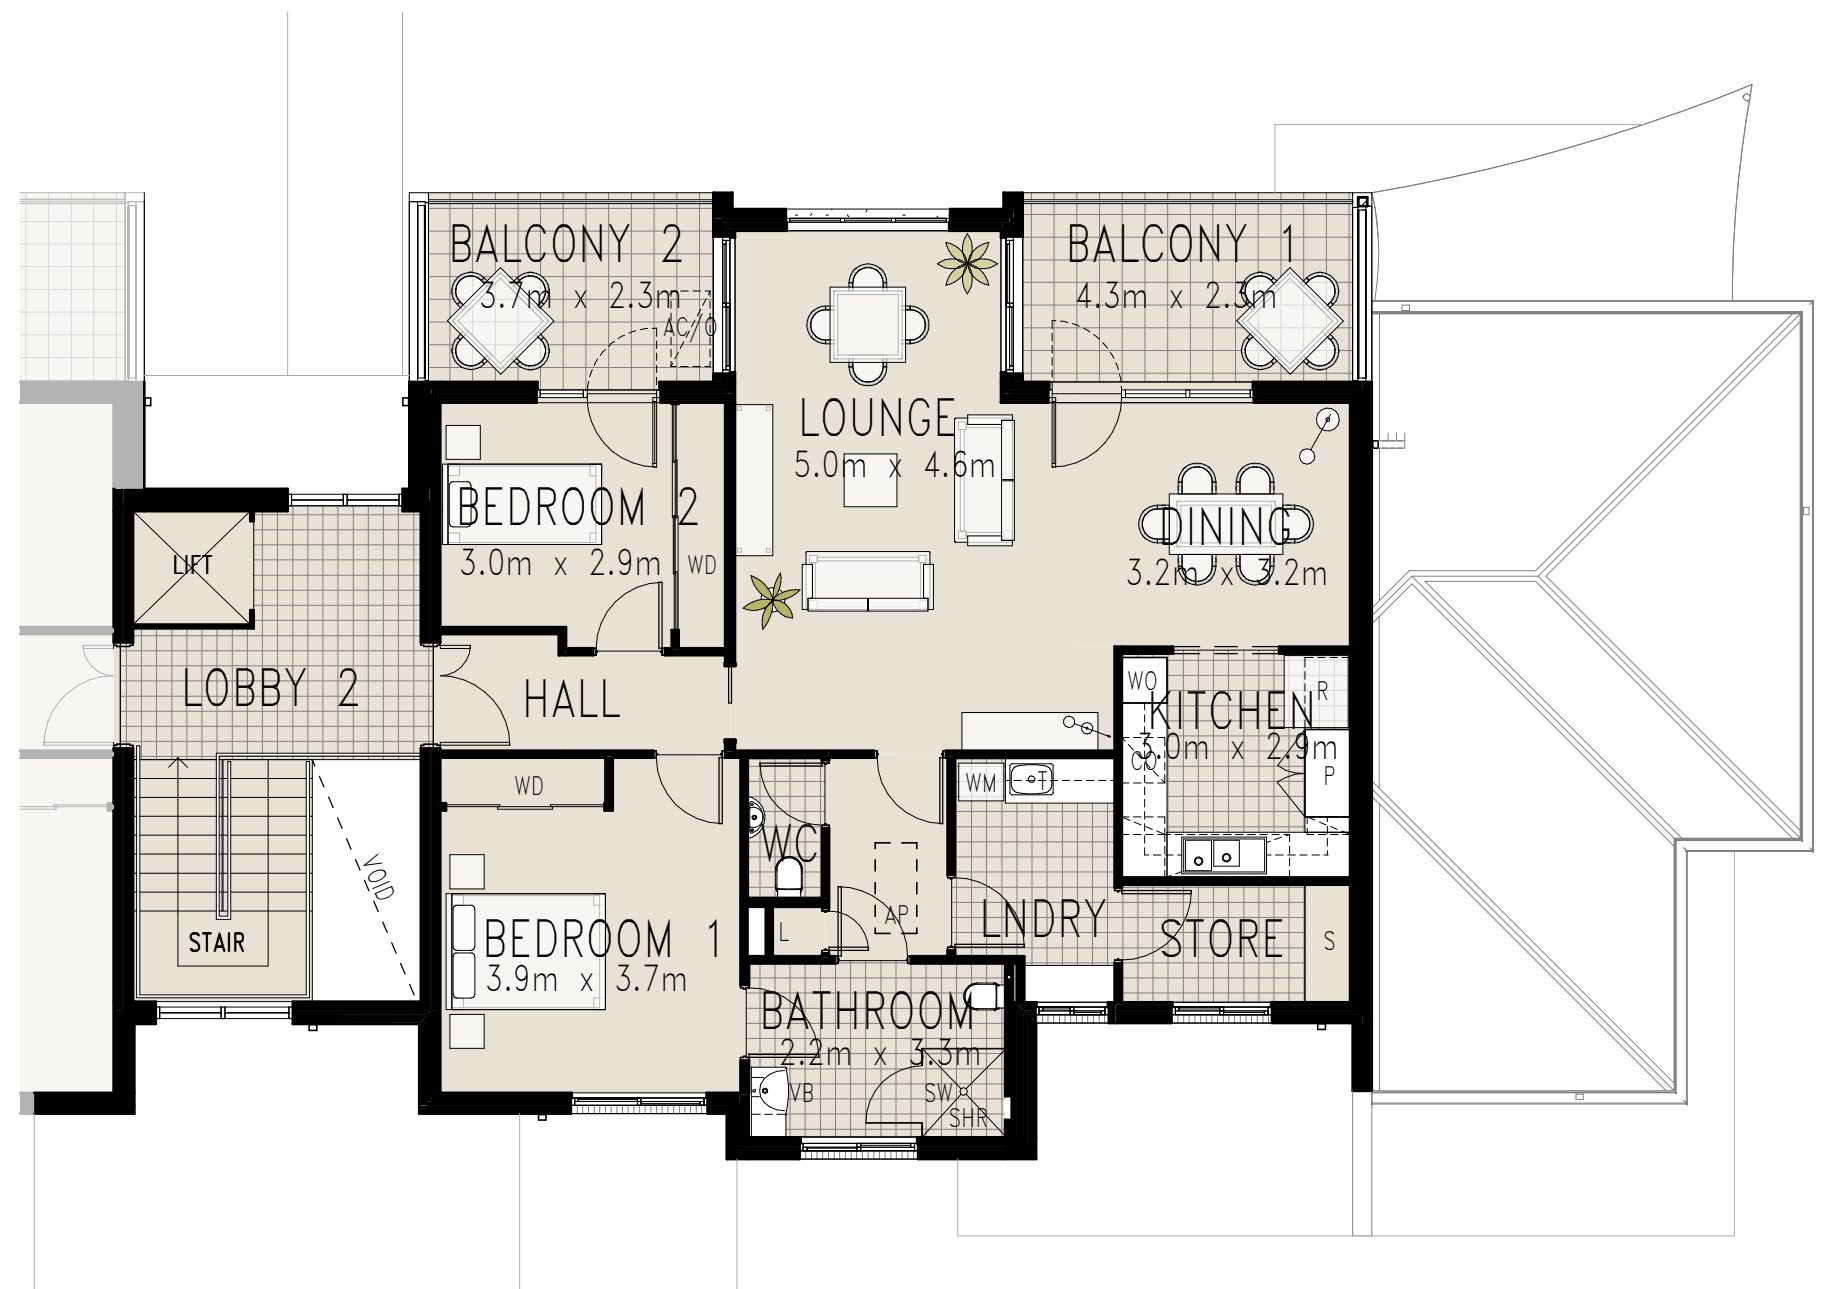 BALCONY 2
3.7m x 2.3m
AC/O
BALCONY 1
4.3m x 2.3m
LOUNGE
5.0m x 4.6m
BEDROOM 2
3.0m x 2.9m
WD
DINING
3.2m x 3.2m
LIFT
LOBBY 2
HALL
WO
R
KITCHEN
3.0m x 2.9m
CO
P
WD
WM
T
WC
VOID
STAIR
BEDROOM 1
3.9m x 3.7m
L
AP
LNDRY
STORE
S
BATHROOM
2.2m x 3.3m
VB
SW
SHR